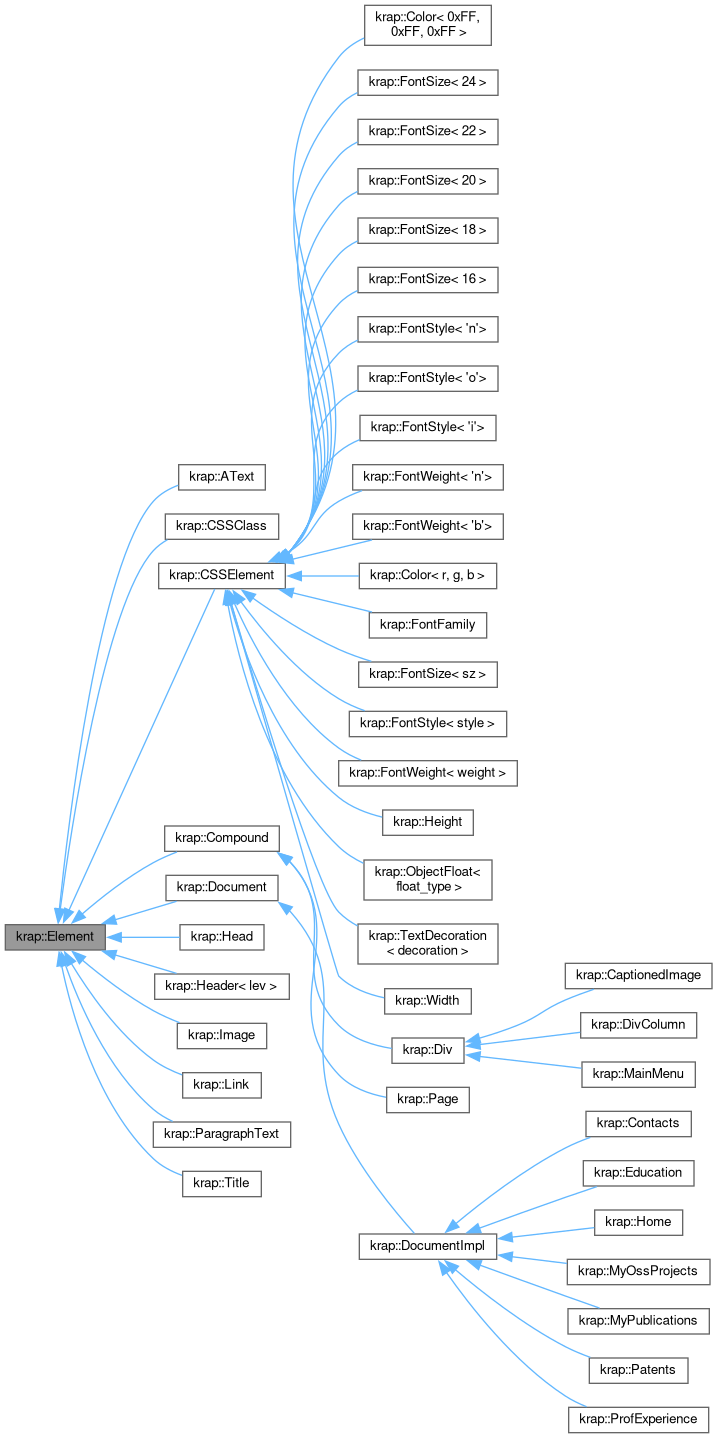 krap::Color< 0xFF,
0xFF, 0xFF >
krap::FontSize< 24 >
krap::FontSize< 22 >
krap::FontSize< 20 >
krap::FontSize< 18 >
krap::FontSize< 16 >
krap::FontStyle< 'n'>
krap::FontStyle< 'o'>
krap::FontStyle< 'i'>
krap::AText
krap::FontWeight< 'n'>
krap::CSSClass
krap::FontWeight< 'b'>
krap::CSSElement
krap::Color< r, g, b >
krap::FontFamily
krap::FontSize< sz >
krap::FontStyle< style >
krap::FontWeight< weight >
krap::Height
krap::Compound
krap::ObjectFloat<
float_type >
krap::Document
krap::Element
krap::Head
krap::TextDecoration
< decoration >
krap::Header< lev >
krap::CaptionedImage
krap::Width
krap::Image
krap::DivColumn
krap::Div
krap::MainMenu
krap::Link
krap::Page
krap::ParagraphText
krap::Contacts
krap::Title
krap::Education
krap::Home
krap::DocumentImpl
krap::MyOssProjects
krap::MyPublications
krap::Patents
krap::ProfExperience